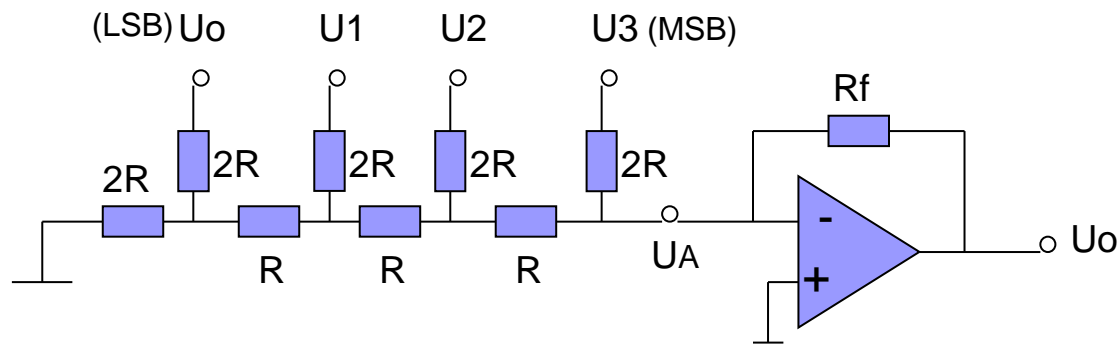 (LSB) Uo U1 U2 U3 (MSB)
Rf
2R 2R 2R 2R 2R
- 
UA Uo
R R R
+